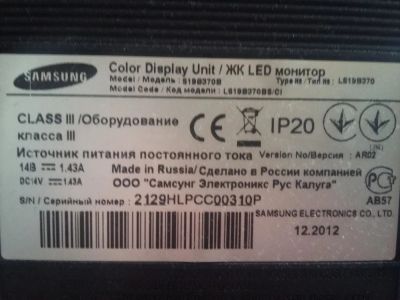 SAMSUNG
Color Display Unit / ЖК LED монитор
Model / Модель : S19B370B
Type No / Тип : LS19B370
Model Code / Код модели : LS19B370BS/CI
CLASS III /Оборудование класса III
CE
IP20
Источник питания постоянного тока
Version No/Версия : AR02
14В ⎓ 1.43A
Made in Russia/Сделано в России компанией
DC14V ⎓ 1.43A
ООО "Самсунг Электроникс Рус Калуга"
S/N / Серийный номер : 2129HLPCC00310P
АВ57
SAMSUNG ELECTRONICS CO., LTD.
12.2012